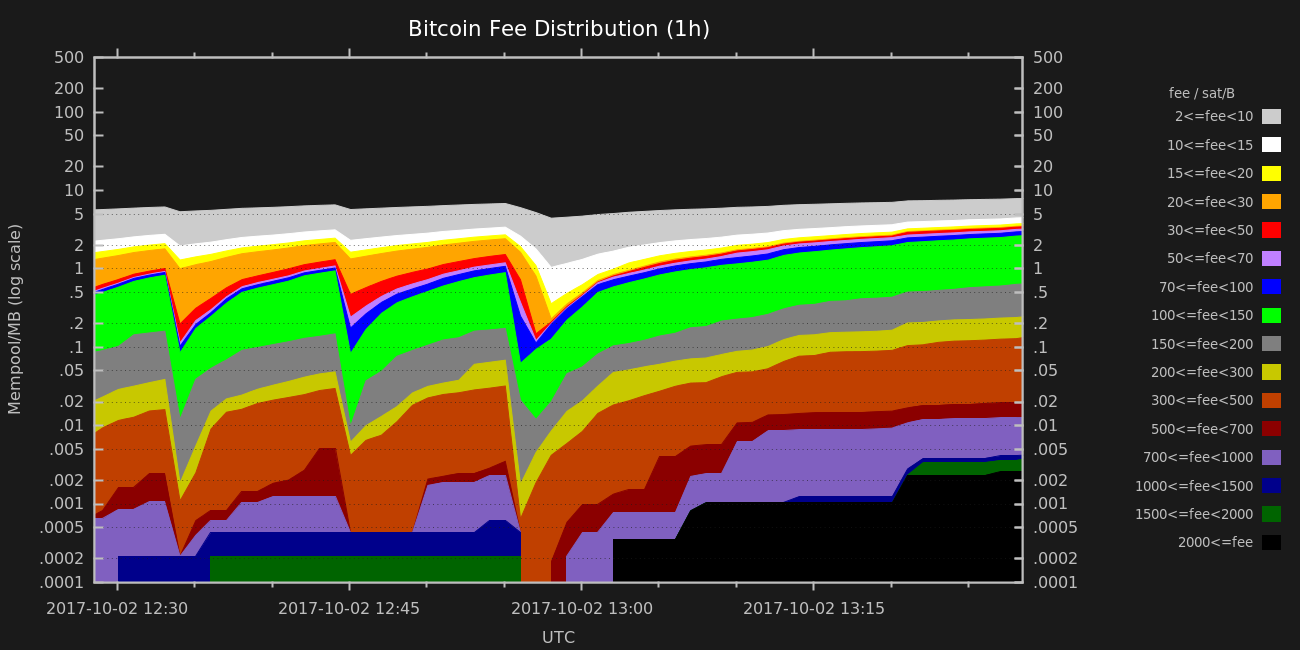 Bitcoin Fee Distribution (1h)
500 500
200 200
100 100
50 50
20 20
10 10
5 5
2 2
1 1
.5 .5
.2 .2
.1 .1
.05 .05
.02 .02
.01 .01
.005 .005
.002 .002
.001 .001
.0005 .0005
.0002 .0002
.0001 .0001
Mempool/MB (log scale)
2017-10-02 12:30 2017-10-02 12:45 2017-10-02 13:00 2017-10-02 13:15
UTC
fee / sat/B
2<=fee<10
10<=fee<15
15<=fee<20
20<=fee<30
30<=fee<50
50<=fee<70
70<=fee<100
100<=fee<150
150<=fee<200
200<=fee<300
300<=fee<500
500<=fee<700
700<=fee<1000
1000<=fee<1500
1500<=fee<2000
2000<=fee